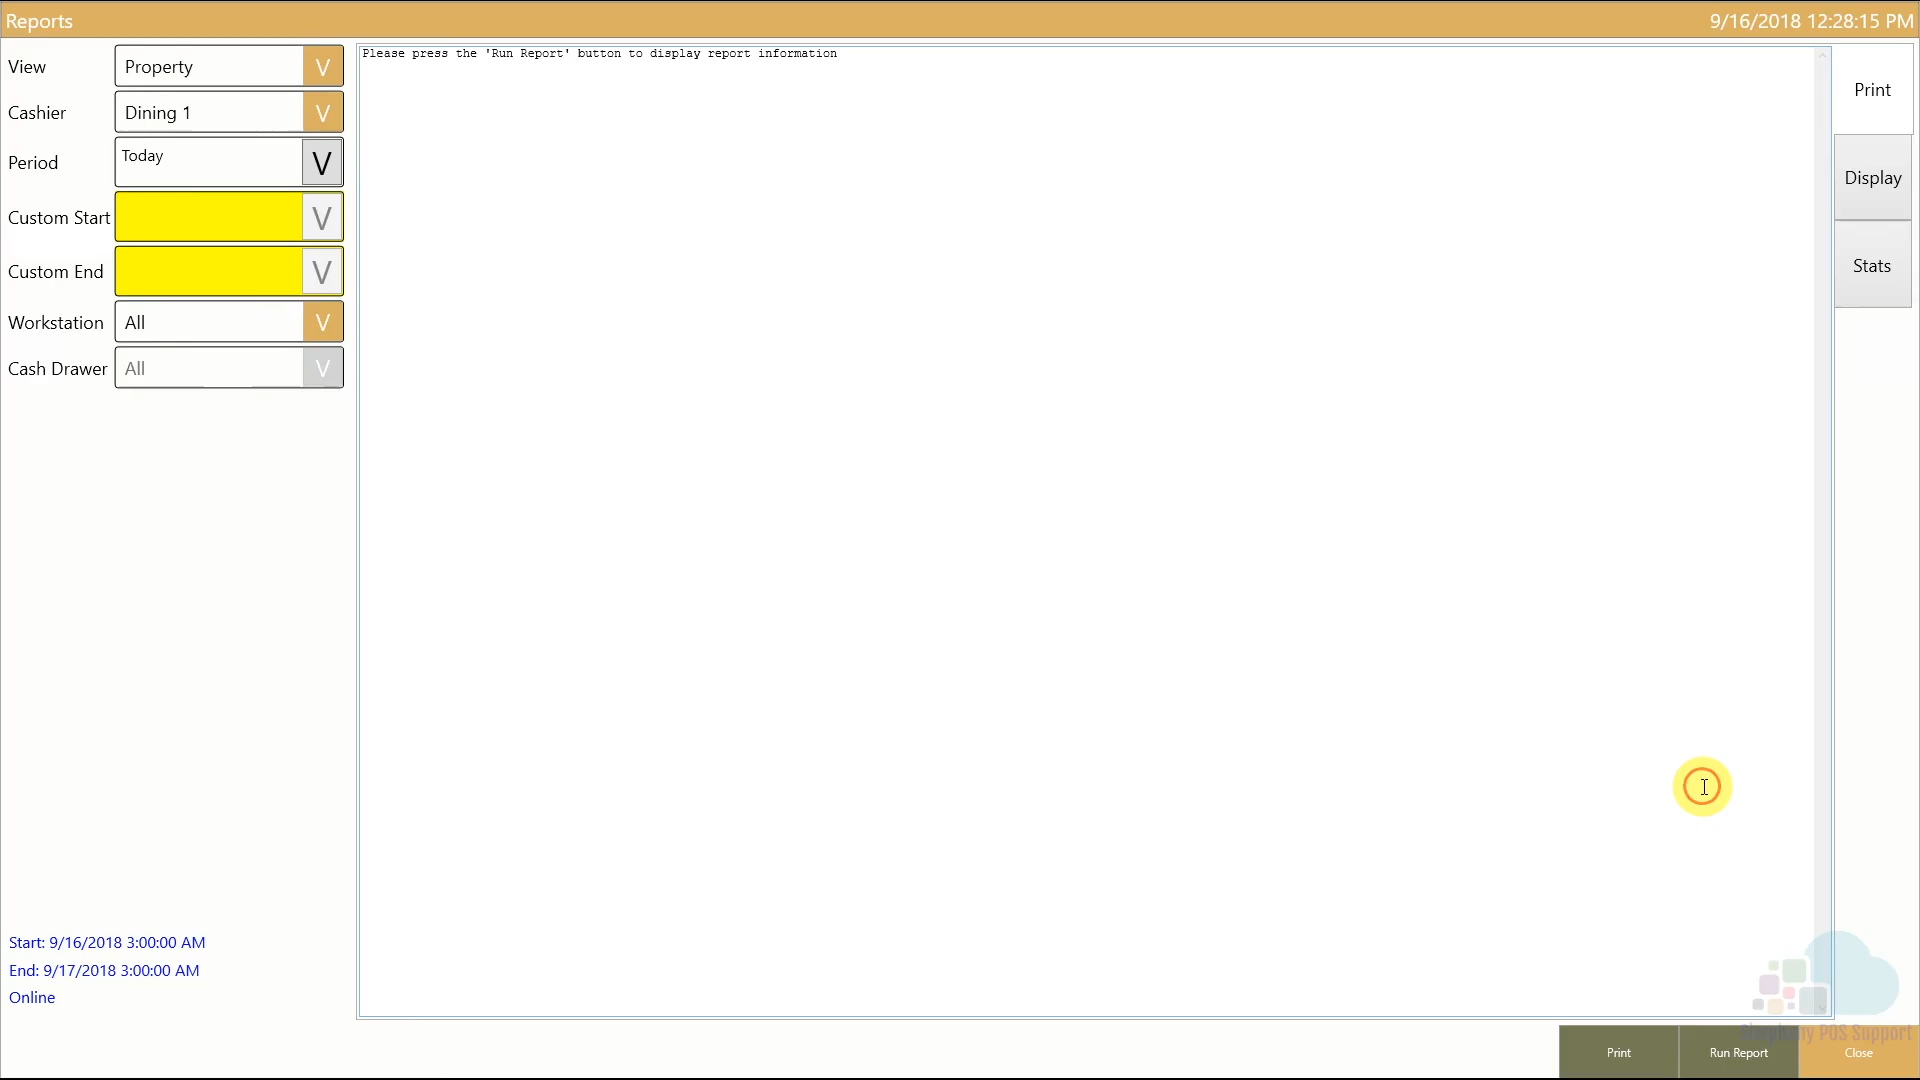 Reports
9/16/2018 12:28:15 PM
View
Property
V
Cashier
Dining 1
V
Period
Today
V
Custom Start
V
Custom End
V
Workstation
All
V
Cash Drawer
All
V
Please press the 'Run Report' button to display report information
Print
Display
Stats
Start: 9/16/2018 3:00:00 AM
End: 9/17/2018 3:00:00 AM
Online
POS Support
Print
Run Report
Close